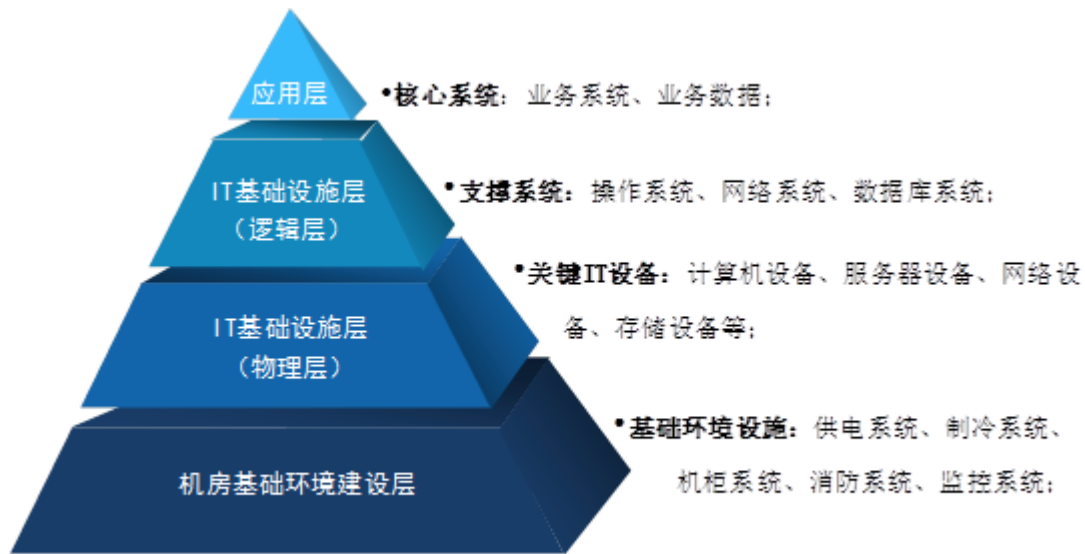 应用层
•核心系统：业务系统、业务数据；
IT基础设施层
（逻辑层）
•支撑系统：操作系统、网络系统、数据库系统；
IT基础设施层
（物理层）
•关键IT设备：计算机设备、服务器设备、网络设
备、存储设备等；
机房基础环境建设层
•基础环境设施：供电系统、制冷系统、
机柜系统、消防系统、监控系统；